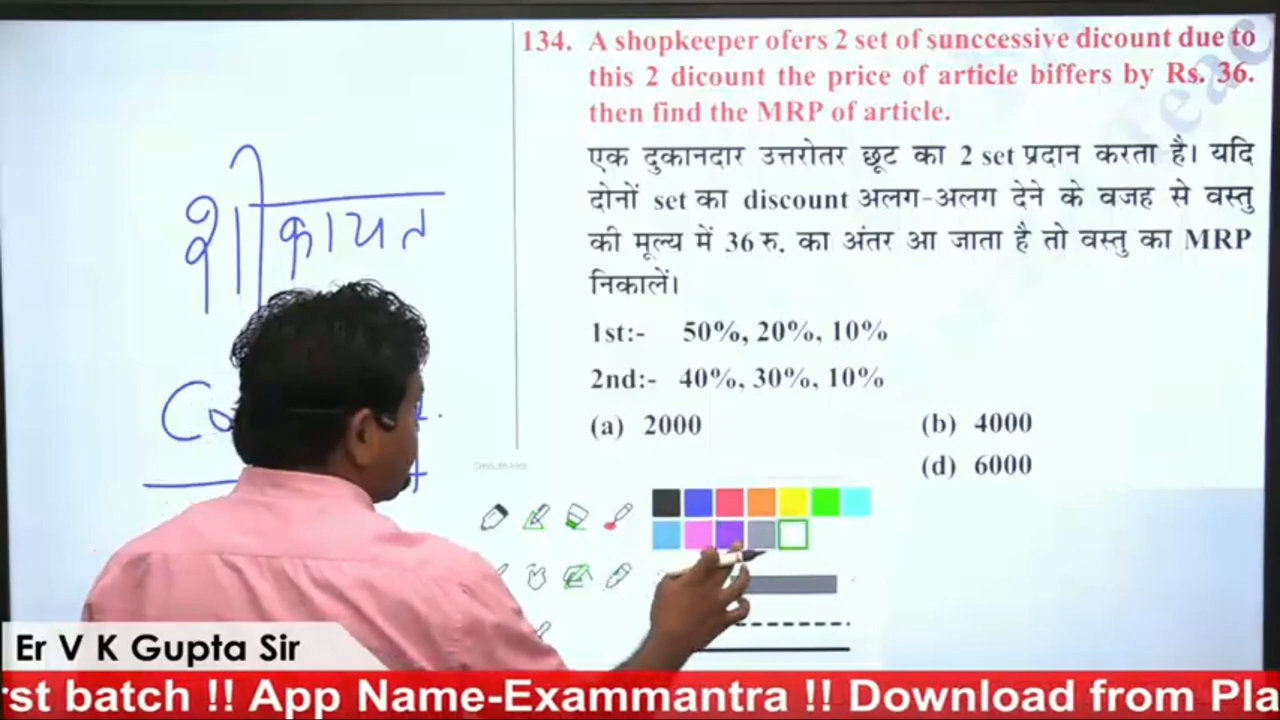 134. A shopkeeper ofers 2 set of sunccessive dicount due to
this 2 dicount the price of article biffers by Rs. 36.
then find the MRP of article.
एक दुकानदार उत्तरोतर छूट का 2 set प्रदान करता है। यदि
दोनों set का discount अलग-अलग देने के वजह से वस्तु
की मूल्य में 36 रु. का अंतर आ जाता है तो वस्तु का MRP
निकालें।
1st:- 50%, 20%, 10%
2nd:- 40%, 30%, 10%
(a) 2000 (b) 4000
(d) 6000
शी कायत
Er V K Gupta Sir
rst batch !! App Name-Exammantra !! Download from Pla